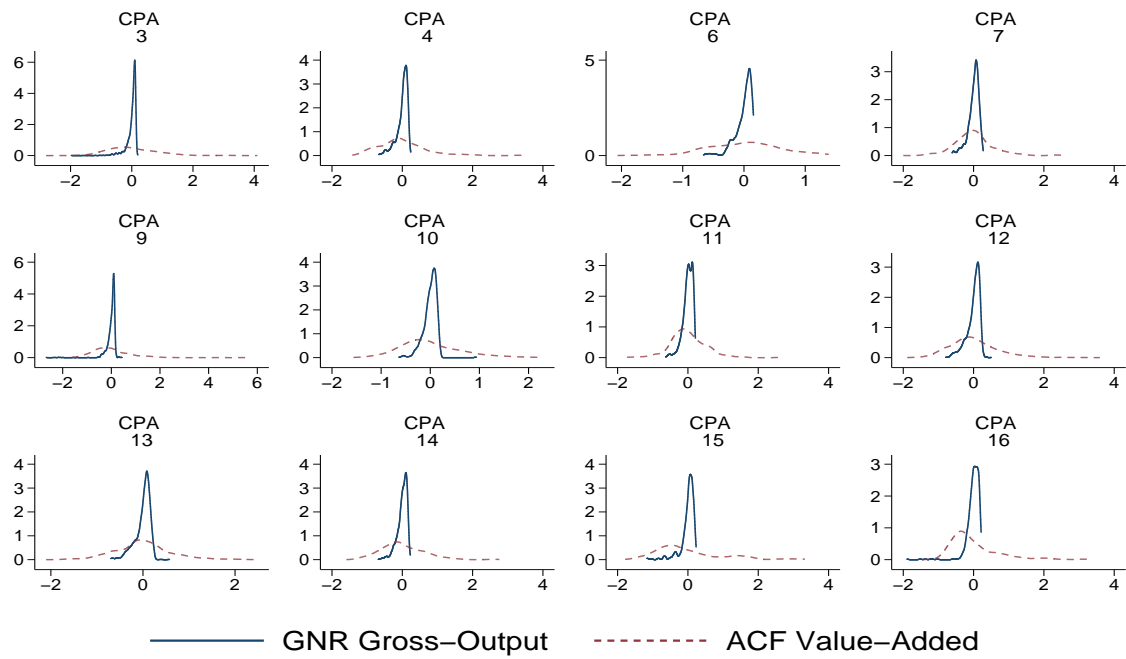 CPA CPA CPA CPA
3 4 6 7
6 4 5 3
4 3 2
2 2 1
0 1 0 0
0
−2 0 2 4 −2 0 2 4 −2 −1 0 1 −2 0 2 4
CPA CPA CPA CPA
9 10 11 12
6 4 3 3
4 3 2 2
2 2 1 1
0 1 0 0
0
−2 0 2 4 6 −2 −1 0 1 2 −2 0 2 4 −2 0 2 4
CPA CPA CPA CPA
13 14 15 16
4 4 4 3
3 3 3 2
2 2 2 1
1 1 1 0
0 0 0
−2 0 2 −2 0 2 4 −2 0 2 4 −2 0 2 4
GNR Gross−Output ACF Value−Added